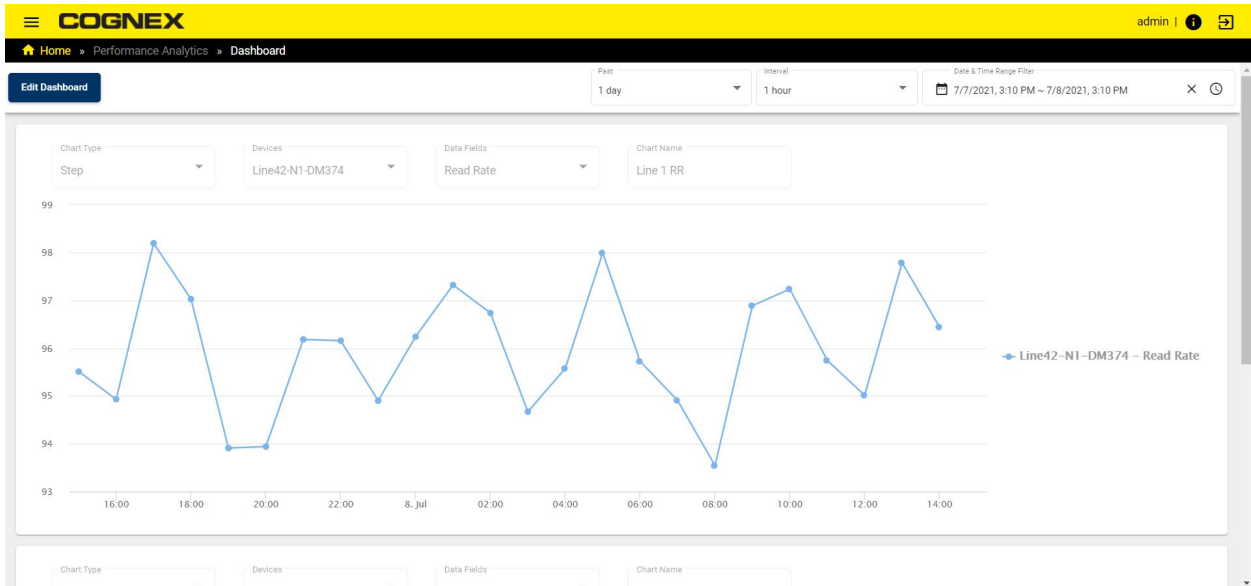 COGNEX
admin |
Home » Performance Analytics » Dashboard
Edit Dashboard
Past
1 day
Interval
1 hour
Date & Time Range Filter
7/7/2021, 3:10 PM ~ 7/8/2021, 3:10 PM
Chart Type
Step
Devices
Line42-N1-DM374
Data Fields
Read Rate
Chart Name
Line 1 RR
99
98
97
96
95
94
93
16:00 18:00 20:00 22:00 8. Jul 02:00 04:00 06:00 08:00 10:00 12:00 14:00
Line42-N1-DM374 - Read Rate
Chart Type
Devices
Data Fields
Chart Name